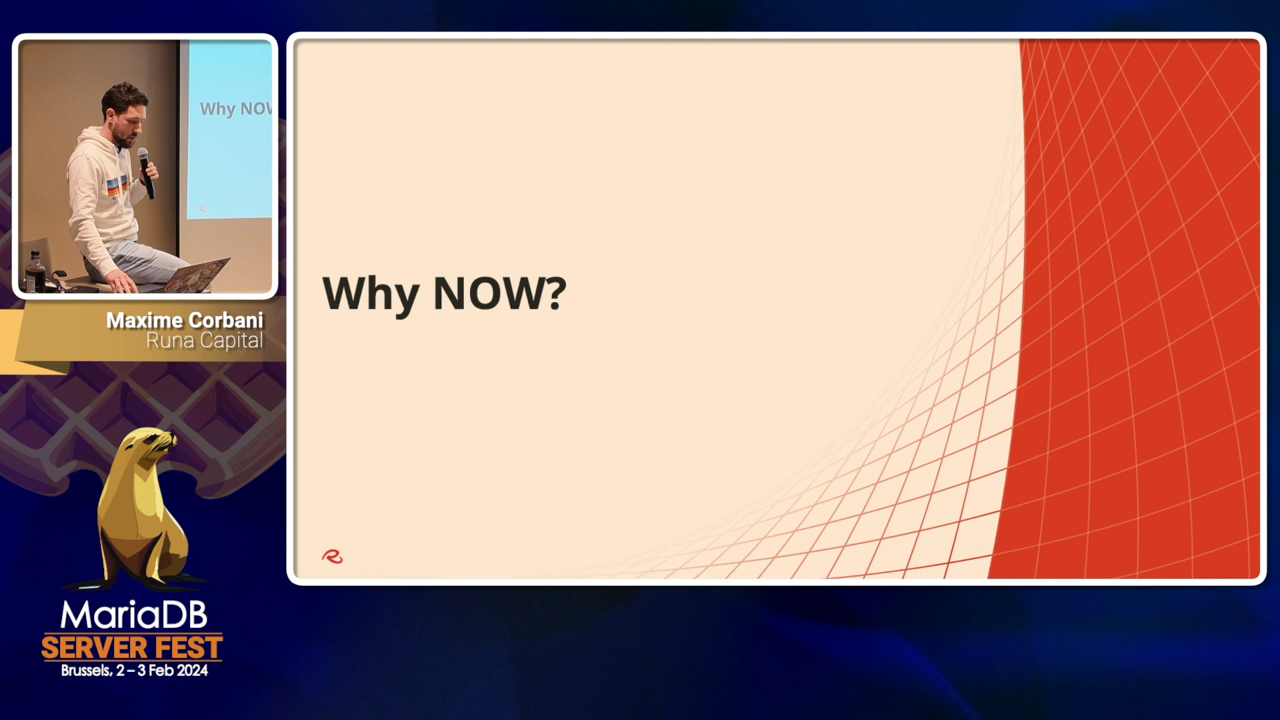 Why NOW
Maxime Corbani
Runa Capital
MariaDB
SERVER FEST
Brussels, 2 – 3 Feb 2024
Why NOW?